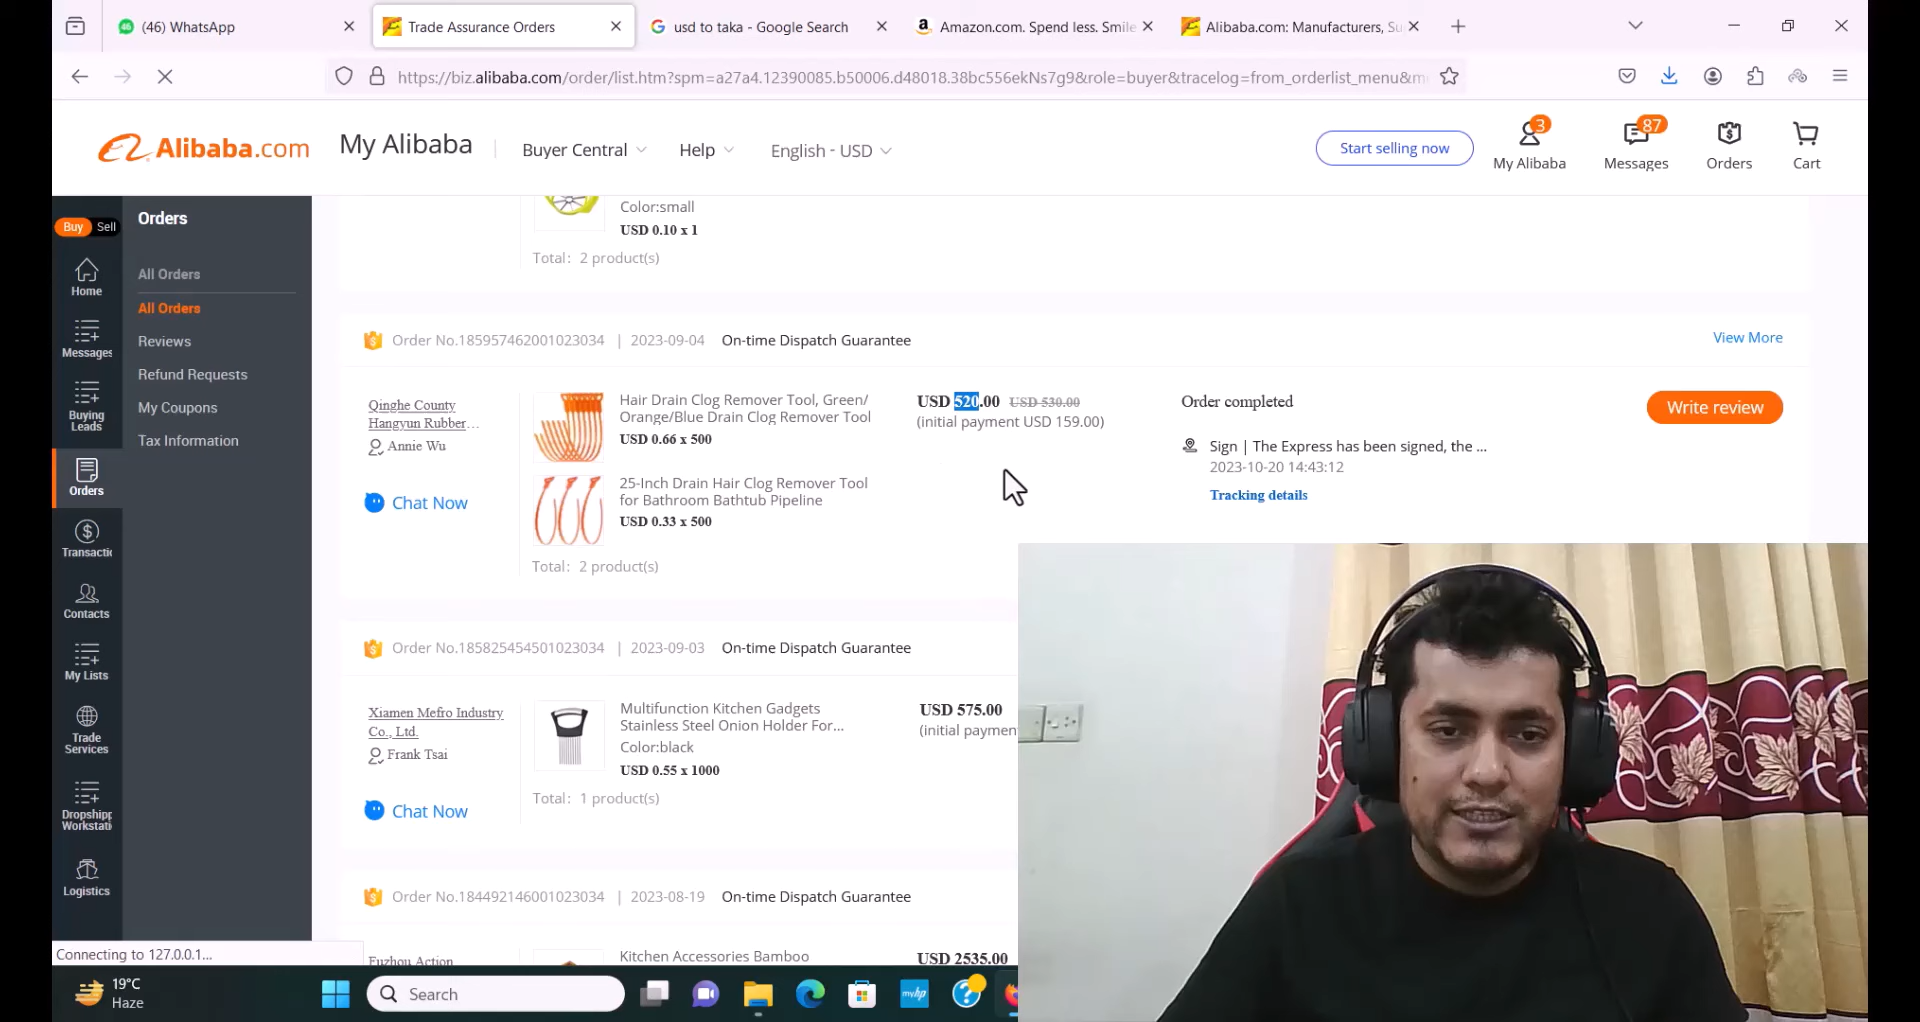 (46) WhatsApp
Trade Assurance Orders
usd to taka - Google Search
Amazon.com. Spend less. Smile
Alibaba.com: Manufacturers, Su
https://biz.alibaba.com/order/list.htm?spm=a27a4.12390085.b50006.d48018.38bc556ekNs7g9&role=buyer&tracelog=from_orderlist_menu&m
Alibaba.com
My Alibaba
Buyer Central
Help
English - USD
Start selling now
3
My Alibaba
87
Messages
Orders
Cart
Buy Sell
Home
Messages
Buying
Leads
Orders
Transactio
Contacts
My Lists
Trade
Services
Dropshipp
Workstati
Logistics
Orders
All Orders
All Orders
Reviews
Refund Requests
My Coupons
Tax Information
Color:small
USD 0.10 x 1
Total: 2 product(s)
Order No.185957462001023034 | 2023-09-04 On-time Dispatch Guarantee
View More
Qinghe County
Hangyun Rubber...
Annie Wu
Chat Now
Hair Drain Clog Remover Tool, Green/
Orange/Blue Drain Clog Remover Tool
USD 0.66 x 500
25-Inch Drain Hair Clog Remover Tool
for Bathroom Bathtub Pipeline
USD 0.33 x 500
Total: 2 product(s)
USD 520.00 USD 530.00
(initial payment USD 159.00)
Order completed
Sign | The Express has been signed, the ...
2023-10-20 14:43:12
Tracking details
Write review
Order No.185825454501023034 | 2023-09-03 On-time Dispatch Guarantee
Xiamen Mefro Industry
Co., Ltd.
Frank Tsai
Chat Now
Multifunction Kitchen Gadgets
Stainless Steel Onion Holder For...
Color:black
USD 0.55 x 1000
Total: 1 product(s)
USD 575.00
(initial paymen
Order No.184492146001023034 | 2023-08-19 On-time Dispatch Guarantee
Fuzhou Action
Kitchen Accessories Bamboo
USD 2535.00
Connecting to 127.0.0.1...
19°C
Haze
Search
myhp